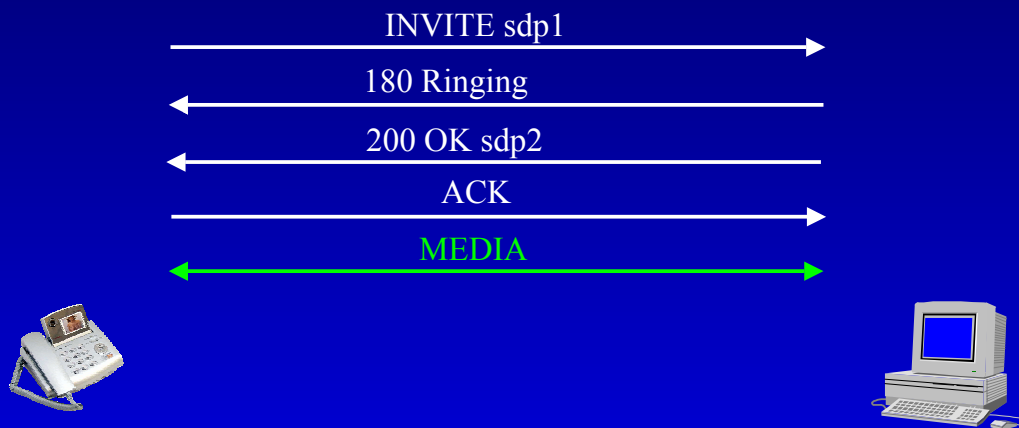 INVITE sdp1
180 Ringing
200 OK sdp2
ACK
MEDIA